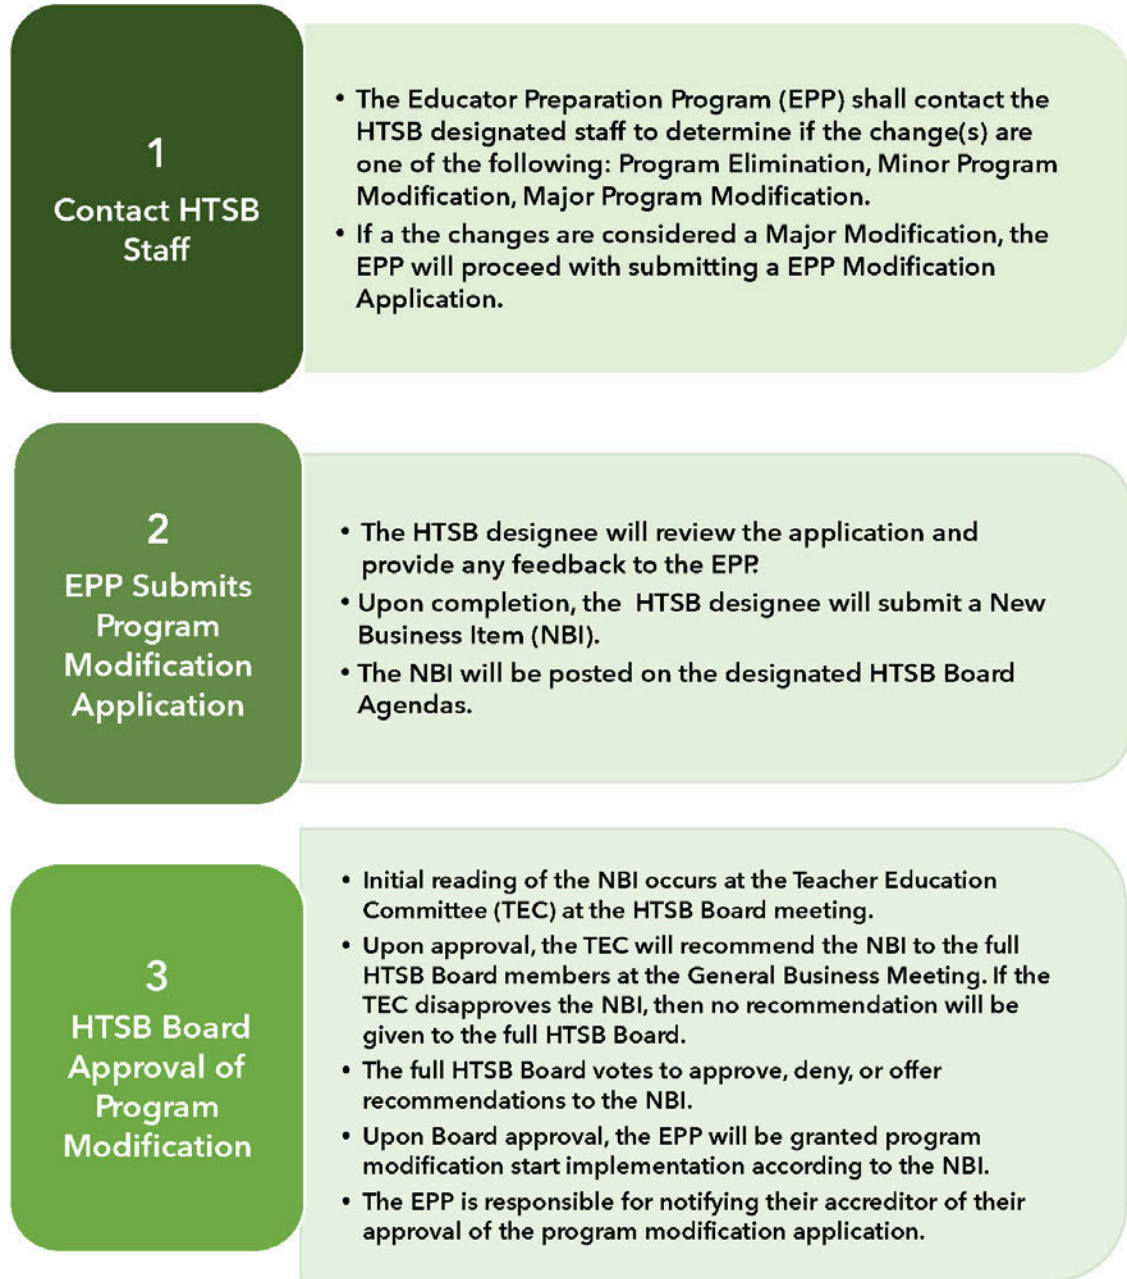 1
Contact HTSB
Staff
• The Educator Preparation Program (EPP) shall contact the
HTSB designated staff to determine if the change(s) are
one of the following: Program Elimination, Minor Program
Modification, Major Program Modification.
• If a the changes are considered a Major Modification, the
EPP will proceed with submitting a EPP Modification
Application.
2
EPP Submits
Program
Modification
Application
• The HTSB designee will review the application and
provide any feedback to the EPP.
• Upon completion, the HTSB designee will submit a New
Business Item (NBI).
• The NBI will be posted on the designated HTSB Board
Agendas.
3
HTSB Board
Approval of
Program
Modification
• Initial reading of the NBI occurs at the Teacher Education
Committee (TEC) at the HTSB Board meeting.
• Upon approval, the TEC will recommend the NBI to the full
HTSB Board members at the General Business Meeting. If the
TEC disapproves the NBI, then no recommendation will be
given to the full HTSB Board.
• The full HTSB Board votes to approve, deny, or offer
recommendations to the NBI.
• Upon Board approval, the EPP will be granted program
modification start implementation according to the NBI.
• The EPP is responsible for notifying their accreditor of their
approval of the program modification application.